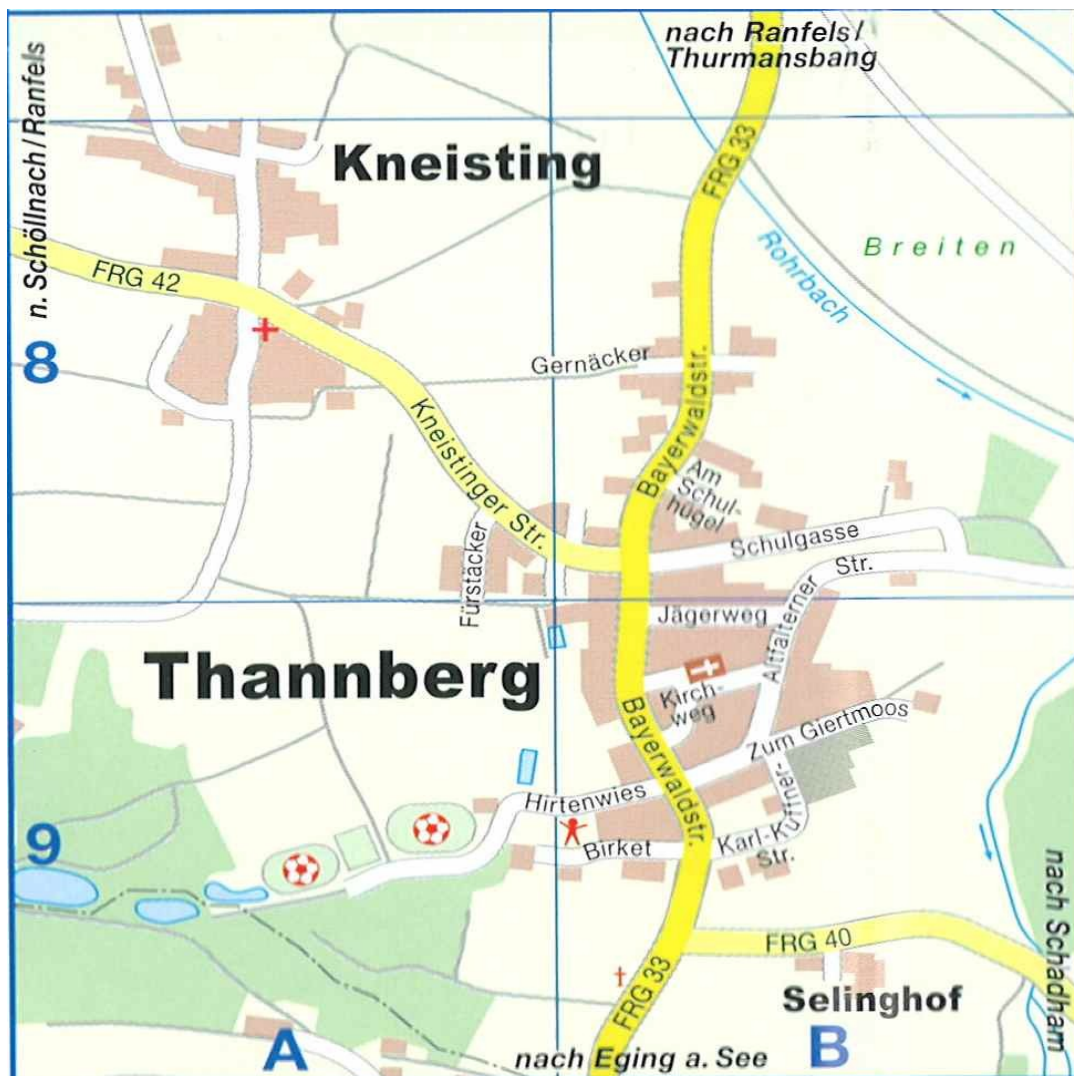 nach Ranfels/
Thurmansbang
n. Schöllnach/Ranfels
Kneisting
FRG 33
FRG 42
Rohrbach
Breiten
8
Gernäcker
Bayerwaldstr.
Kneistinger Str.
Am
Schul-
hügel
Schulgasse
Fürstäcker
Altfalterner Str.
Jägerweg
Thannberg
Kirch-
weg
Bayerwaldstr.
Zum Giertmoos
Hirtenwies
9
Birket
Karl-Kufner-
Str.
nach Schadham
FRG 40
FRG 33
Selinghof
A
nach Eging a. See
B